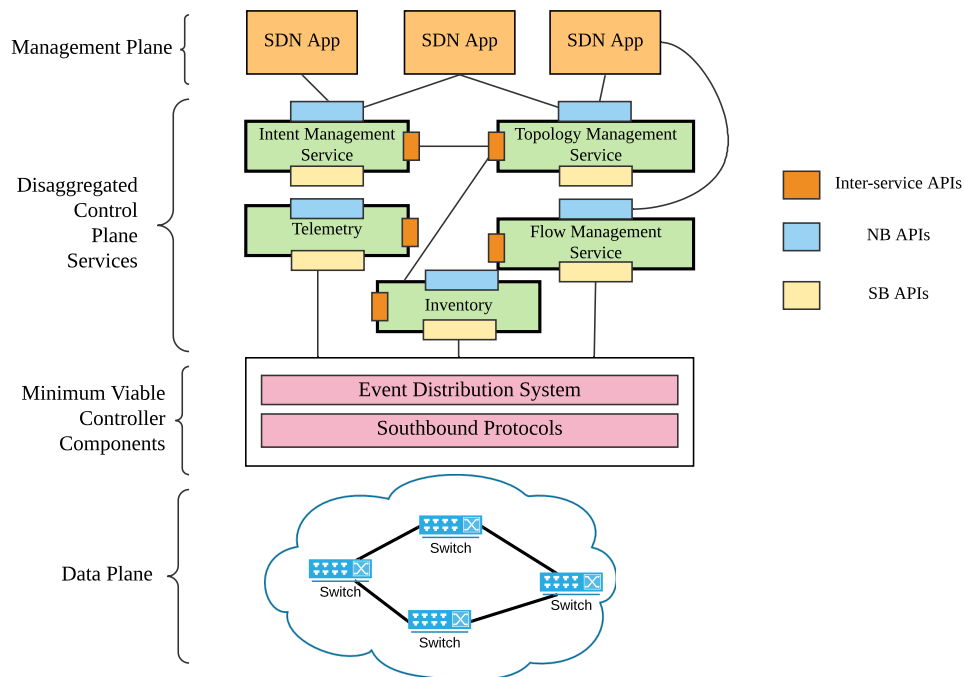 Management Plane
SDN App
SDN App
SDN App
Disaggregated
Control
Plane
Services
Intent Management
Service
Topology Management
Service
Telemetry
Flow Management
Service
Inventory
Inter-service APIs
NB APIs
SB APIs
Minimum Viable
Controller
Components
Event Distribution System
Southbound Protocols
Data Plane
Switch
Switch
Switch
Switch